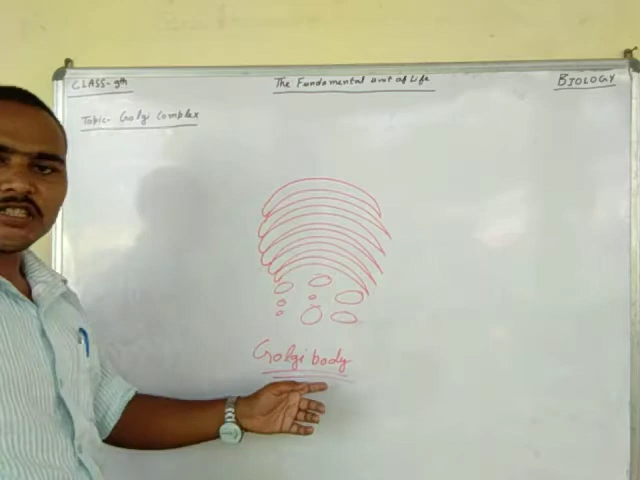 CLASS-9th
The Fundamental unit of Life
BIOLOGY
Topic- Golgi Complex
Golgi body